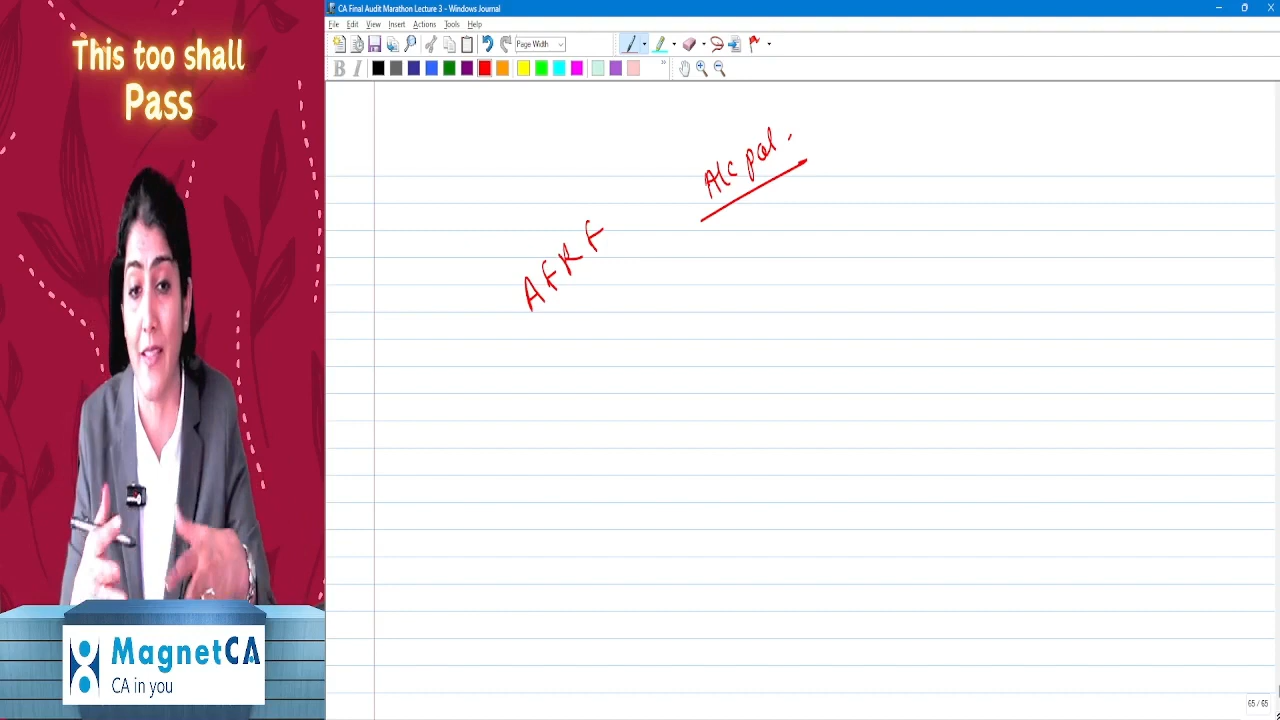 This too shall
Pass
CA Final Audit Marathon Lecture 3 - Windows Journal
File Edit View Insert Actions Tools Help
Page Width
B I
A/c pol.
AFRF
MagnetCA
CA in you
65 / 65